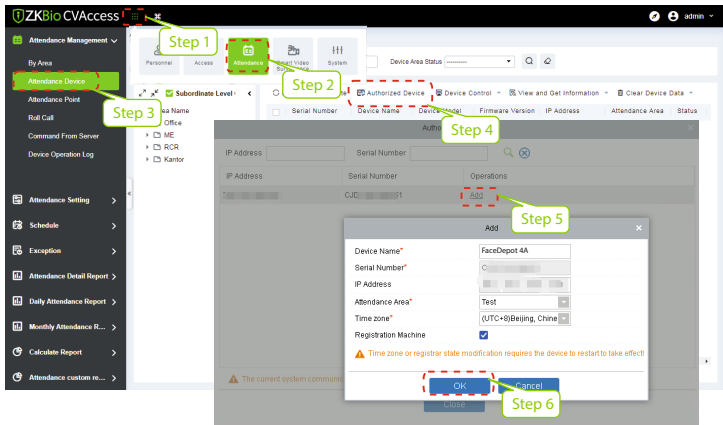 ZKBio CVAccess
admin
Step 1
Attendance Management
Personnel
Access
Attendance
Smart Video
System
Device Area Status
Step 2
By Area
Attendance Device
Step 3
Attendance Point
Roll Call
Command From Server
Device Operation Log
Subordinate Level
Authorized Device
Device Control
View and Get Information
Clear Device Data
Serial Number
Device Name
Device Model
Firmware Version
IP Address
Attendance Area
Status
Step 4
Office
ME
RCR
Kantor
IP Address
Serial Number
IP Address
Serial Number
Operations
Add
Step 5
Attendance Setting
Schedule
Exception
Attendance Detail Report
Daily Attendance Report
Monthly Attendance R...
Calculate Report
Attendance custom re...
Add
Device Name*
FaceDepot 4A
Serial Number*
IP Address
Attendance Area*
Test
Time zone*
(UTC+8)Beijing, Chine
Registration Machine
Time zone or registrar state modification requires the device to restart to take effect!
The current system
OK
Cancel
Close
Step 6